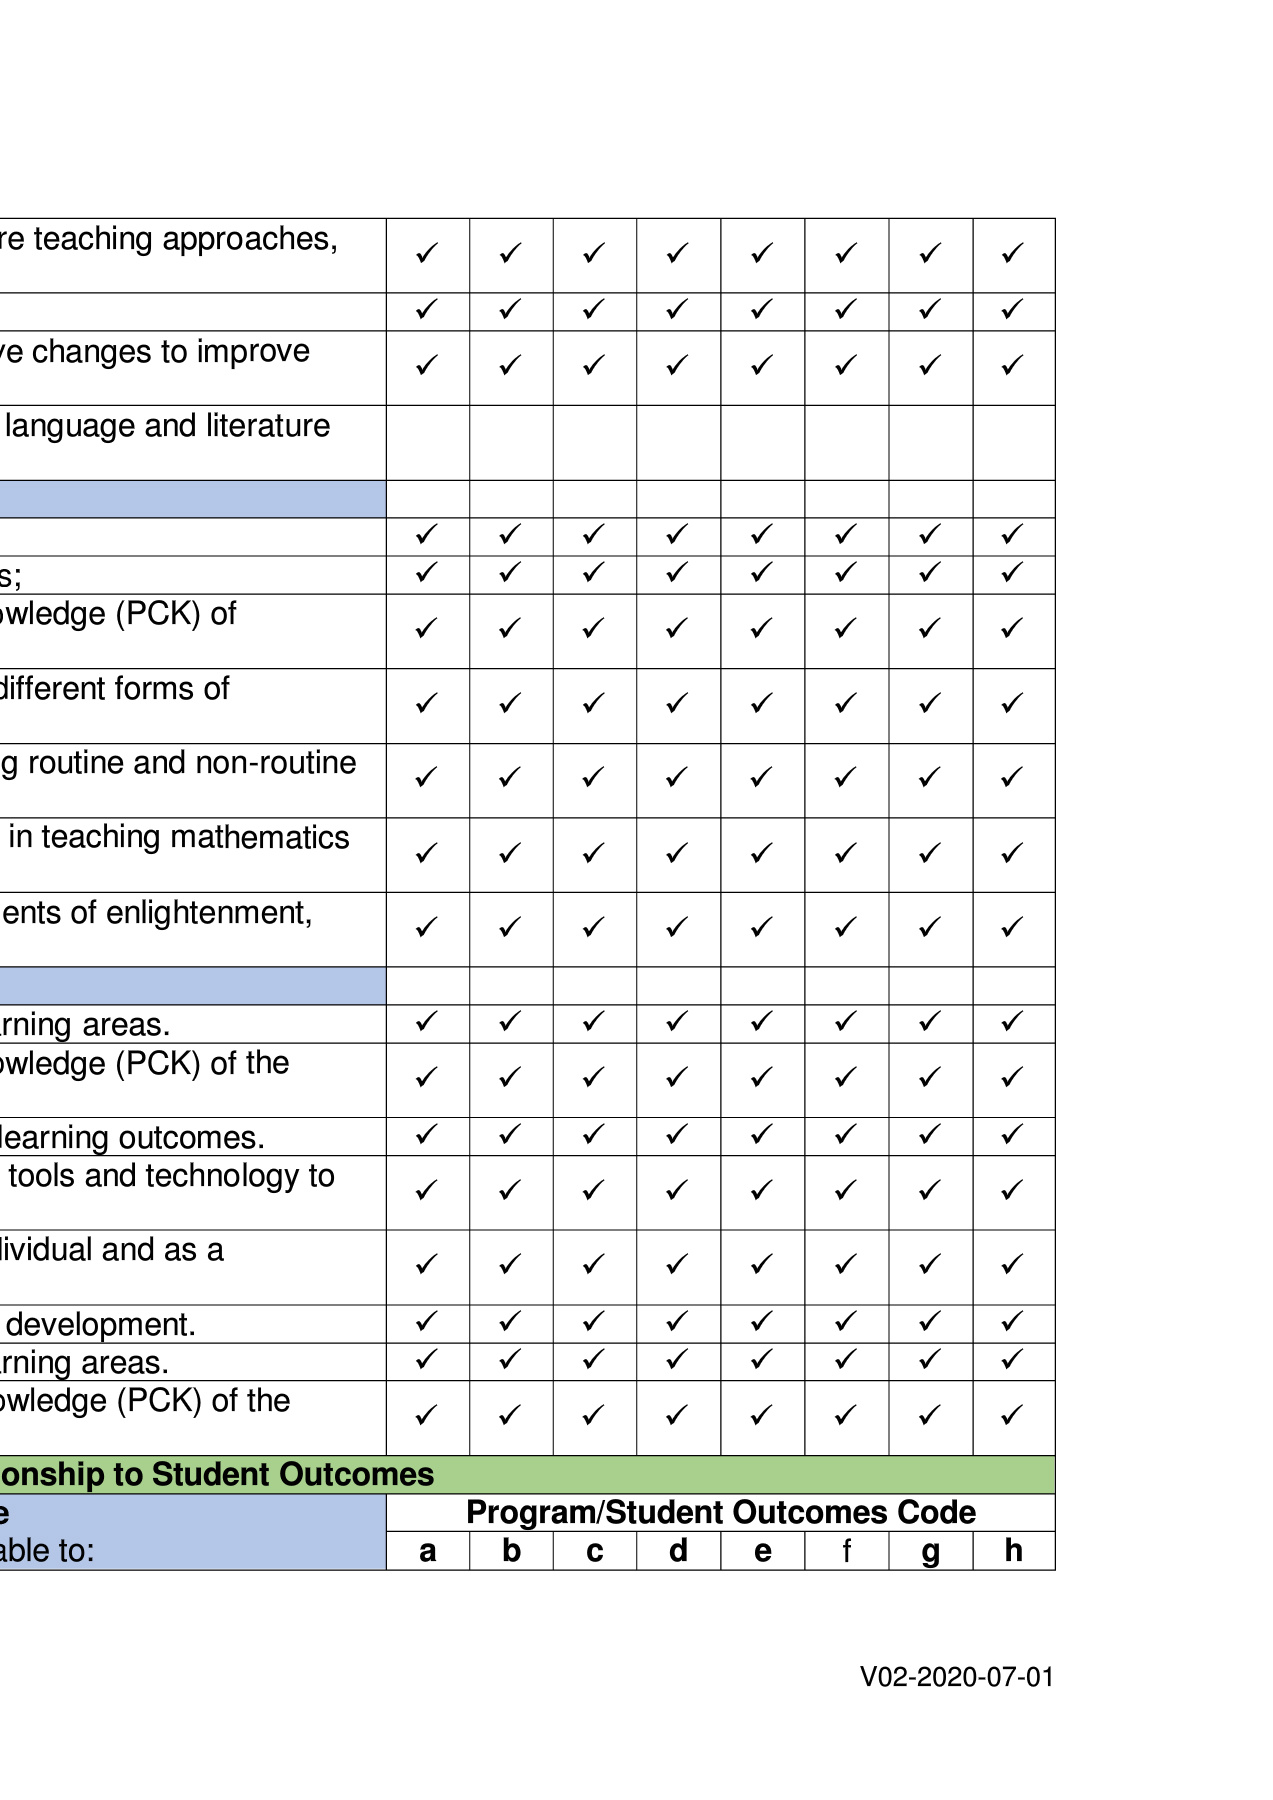 re teaching approaches, ✓ ✓ ✓ ✓ ✓ ✓ ✓ ✓
✓ ✓ ✓ ✓ ✓ ✓ ✓ ✓
ve changes to improve ✓ ✓ ✓ ✓ ✓ ✓ ✓ ✓
language and literature
✓ ✓ ✓ ✓ ✓ ✓ ✓ ✓
s; ✓ ✓ ✓ ✓ ✓ ✓ ✓ ✓
owledge (PCK) of ✓ ✓ ✓ ✓ ✓ ✓ ✓ ✓
different forms of ✓ ✓ ✓ ✓ ✓ ✓ ✓ ✓
g routine and non-routine ✓ ✓ ✓ ✓ ✓ ✓ ✓ ✓
in teaching mathematics ✓ ✓ ✓ ✓ ✓ ✓ ✓ ✓
ents of enlightenment, ✓ ✓ ✓ ✓ ✓ ✓ ✓ ✓
arning areas. ✓ ✓ ✓ ✓ ✓ ✓ ✓ ✓
owledge (PCK) of the ✓ ✓ ✓ ✓ ✓ ✓ ✓ ✓
learning outcomes. ✓ ✓ ✓ ✓ ✓ ✓ ✓ ✓
tools and technology to ✓ ✓ ✓ ✓ ✓ ✓ ✓ ✓
dividual and as a ✓ ✓ ✓ ✓ ✓ ✓ ✓ ✓
development. ✓ ✓ ✓ ✓ ✓ ✓ ✓ ✓
arning areas. ✓ ✓ ✓ ✓ ✓ ✓ ✓ ✓
owledge (PCK) of the ✓ ✓ ✓ ✓ ✓ ✓ ✓ ✓
onship to Student Outcomes
e Program/Student Outcomes Code
able to: a b c d e f g h
V02-2020-07-01